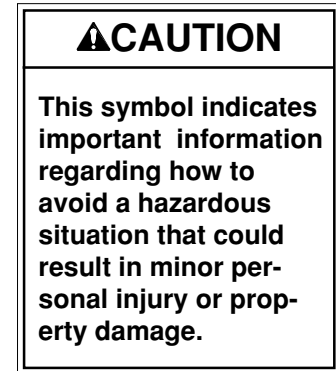 ⚠CAUTION
This symbol indicates
important information
regarding how to
avoid a hazardous
situation that could
result in minor per-
sonal injury or prop-
erty damage.